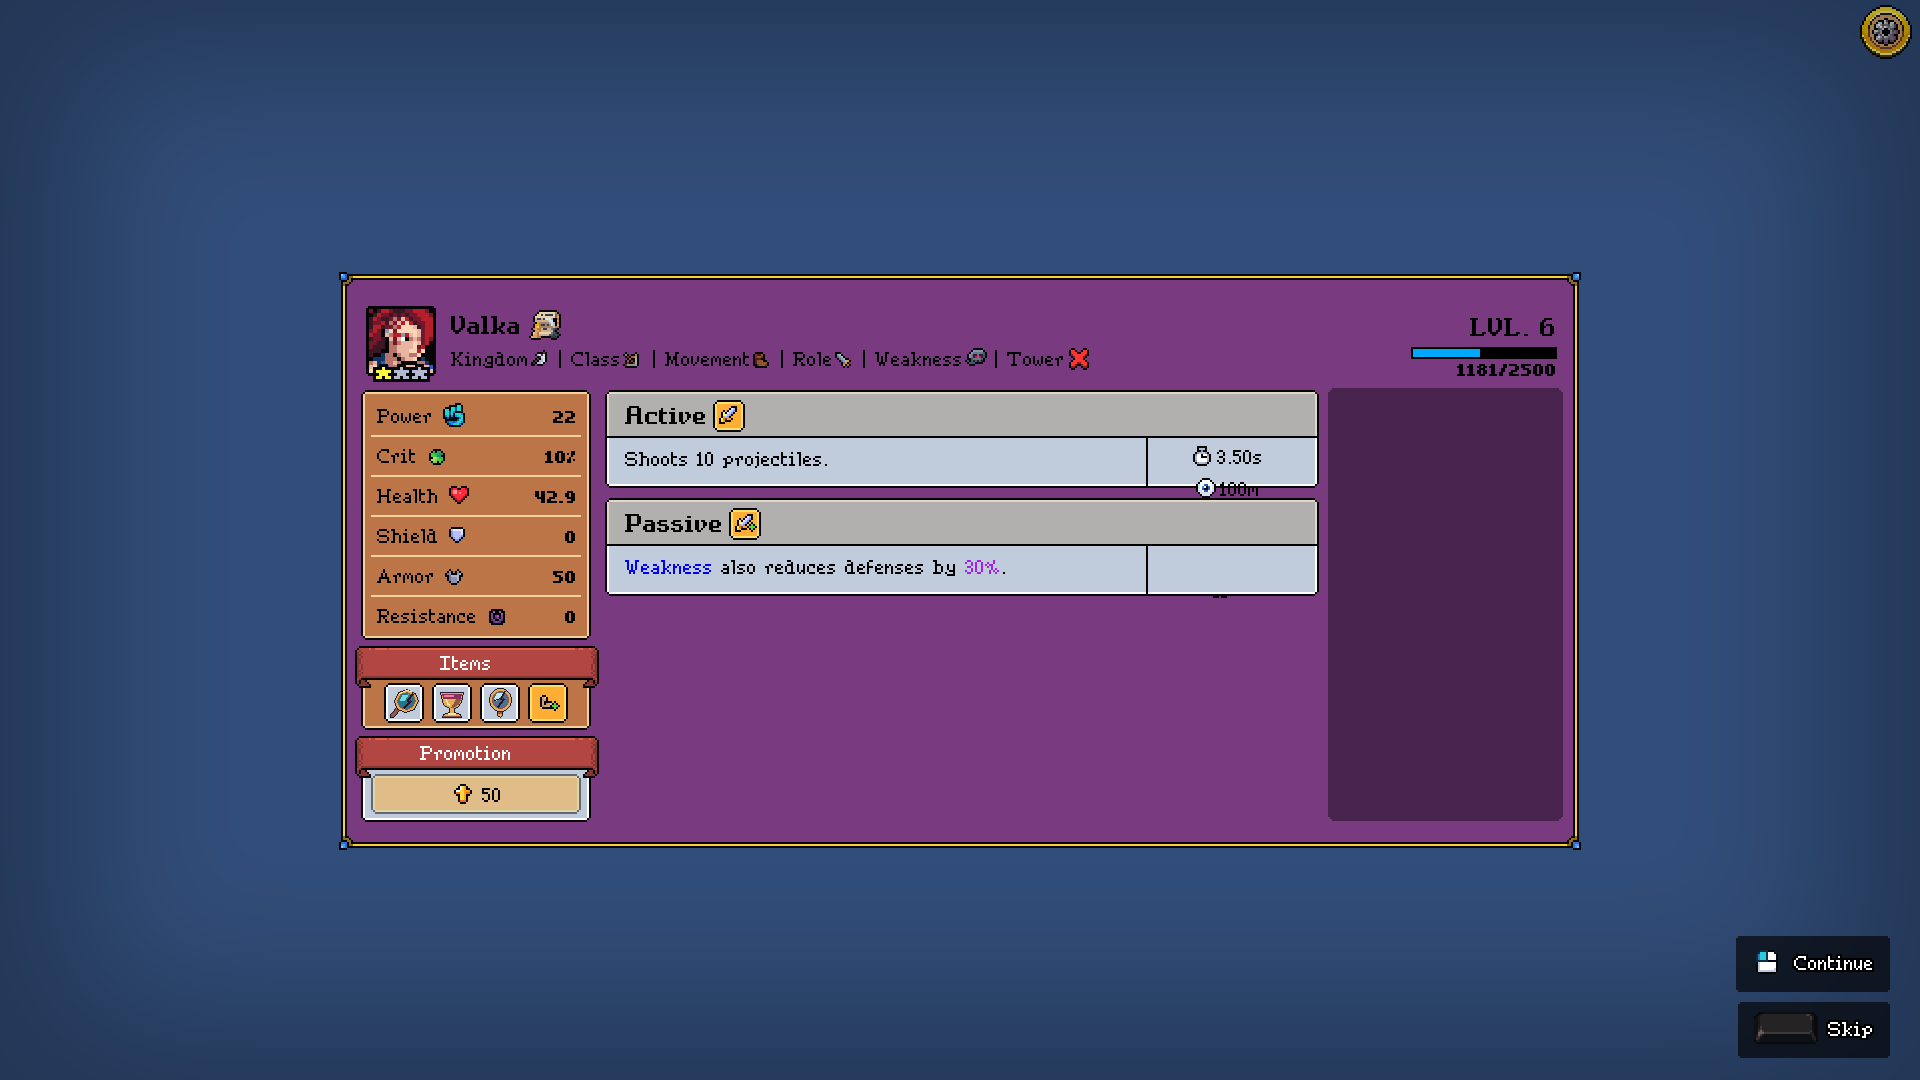 Valka
Kingdom | Class | Movement | Role | Weakness | Tower
LVL. 6
1181/2500
Power 22
Crit 10%
Health 42.9
Shield 0
Armor 50
Resistance 0
Items
Promotion
50
Active
Shoots 10 projectiles.
3.50s
100m
Passive
Weakness also reduces defenses by 30%.
Continue
Skip